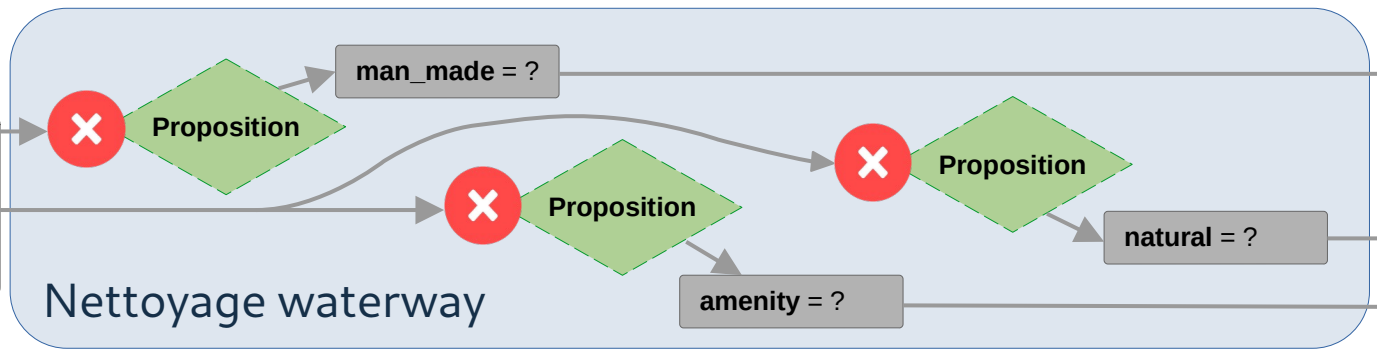 man_made = ?
Proposition
Proposition
Proposition
natural = ?
amenity = ?
Nettoyage waterway